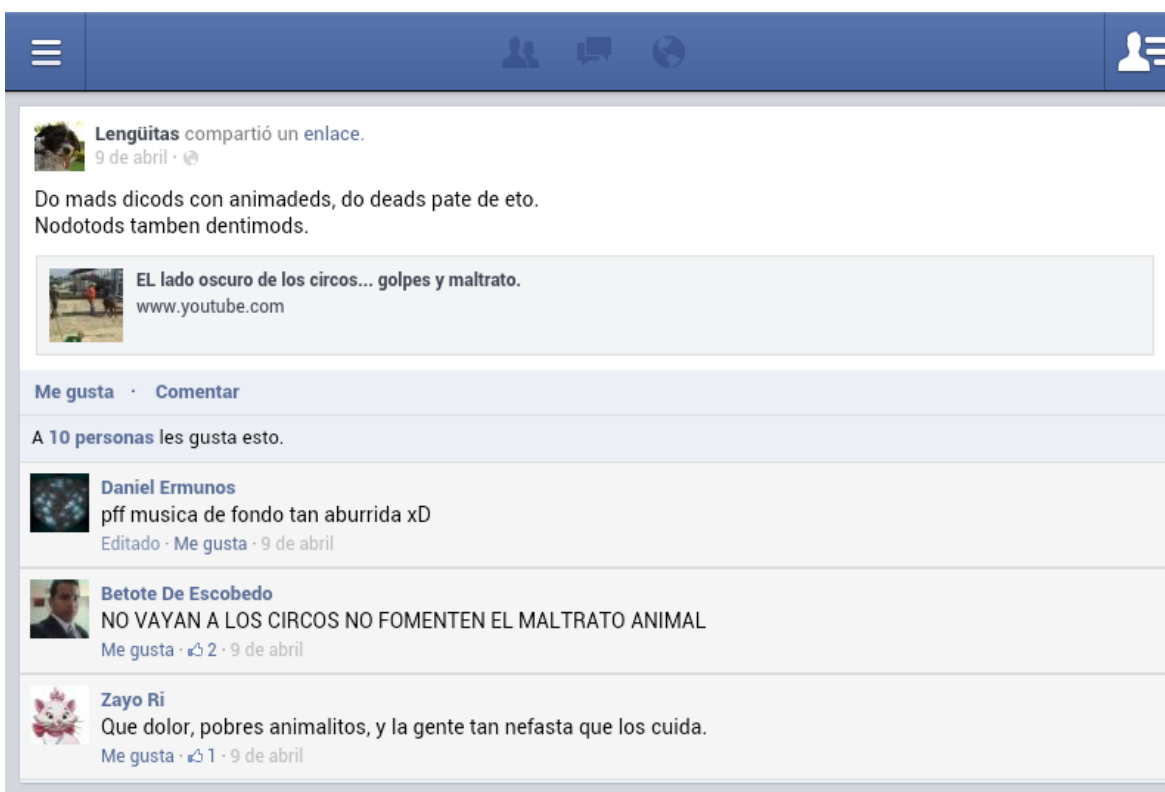 Lengüitas compartió un enlace.
9 de abril ·
Do mads dicods con animadeds, do deads pate de eto.
Nodotods tamben dentimods.
EL lado oscuro de los circos... golpes y maltrato.
www.youtube.com
Me gusta · Comentar
A 10 personas les gusta esto.
Daniel Ermunos
pff musica de fondo tan aburrida xD
Editado · Me gusta · 9 de abril
Betote De Escobedo
NO VAYAN A LOS CIRCOS NO FOMENTEN EL MALTRATO ANIMAL
Me gusta · 2 · 9 de abril
Zayo Ri
Que dolor, pobres animalitos, y la gente tan nefasta que los cuida.
Me gusta · 1 · 9 de abril